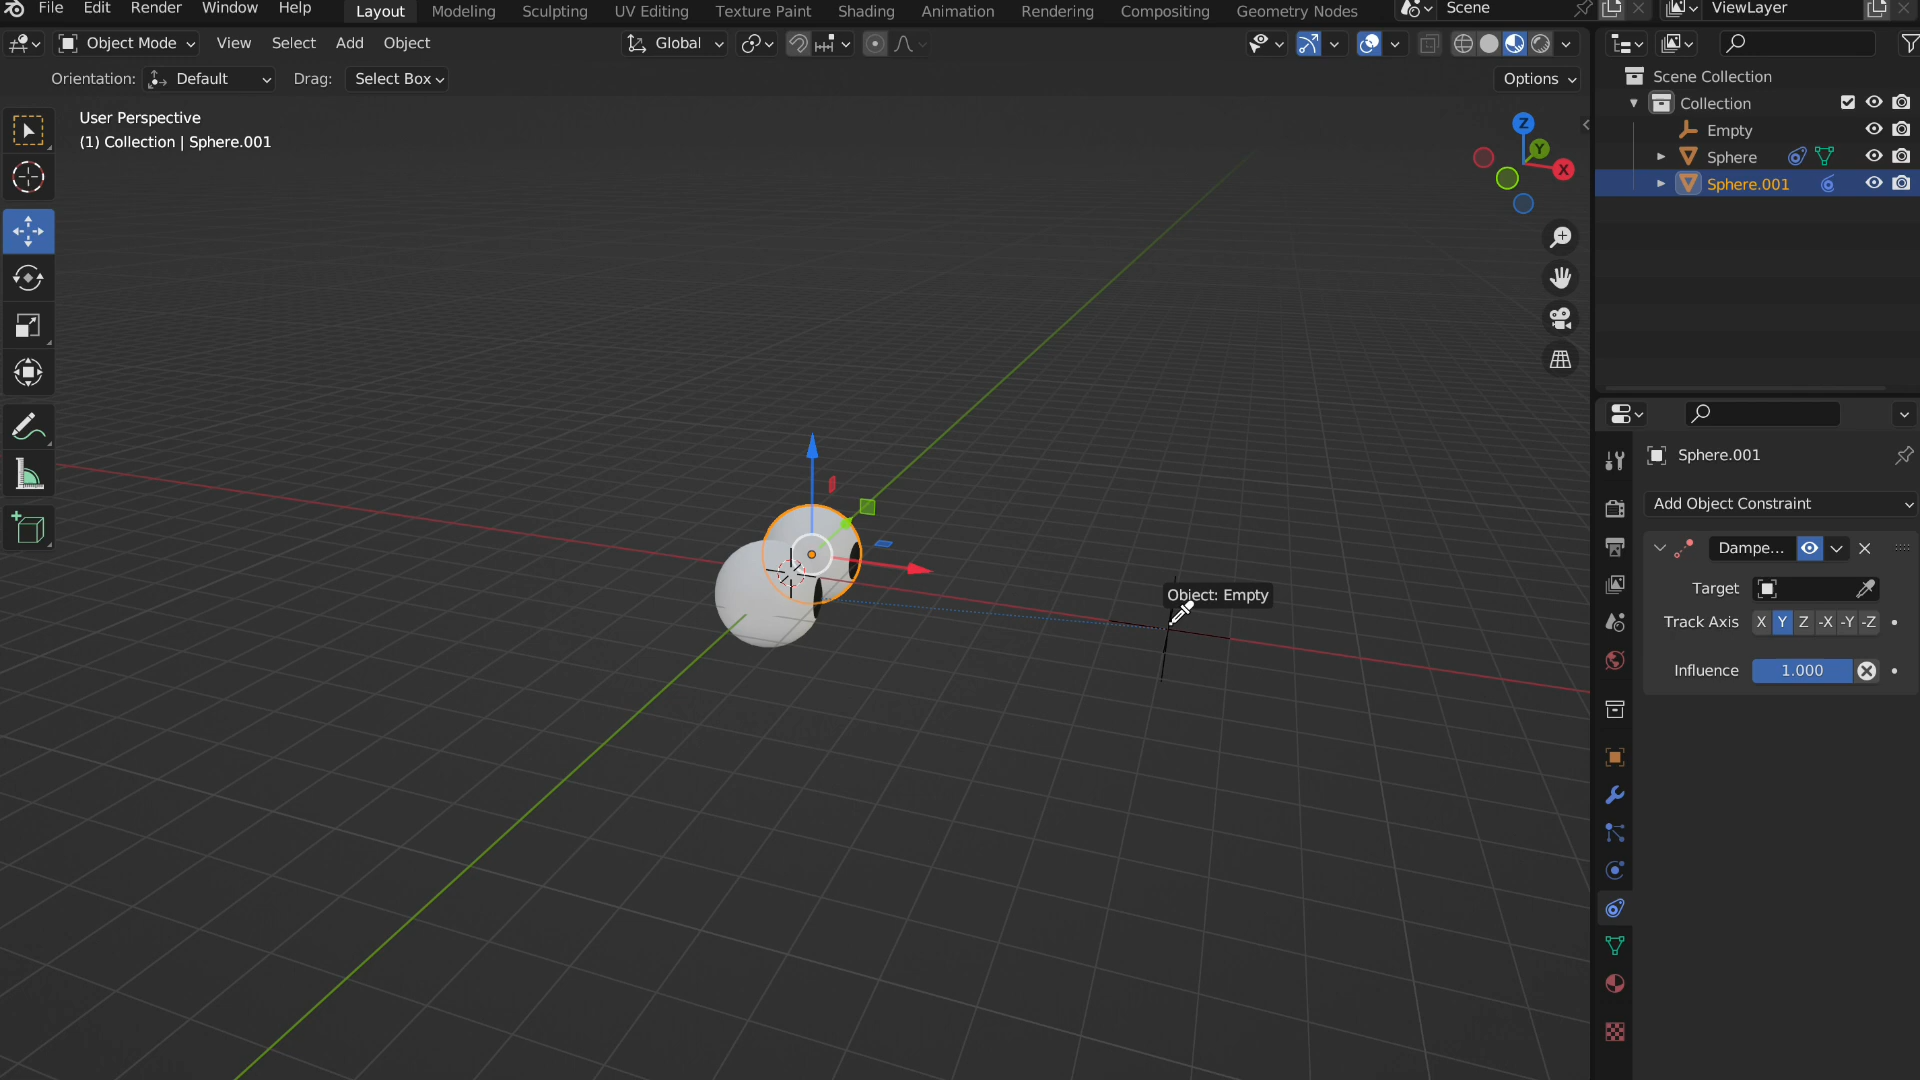 File Edit Render Window Help Layout Modeling Sculpting UV Editing Texture Paint Shading Animation Rendering Compositing Geometry Nodes Scene ViewLayer
Object Mode View Select Add Object Global
Orientation: Default Drag: Select Box Options
User Perspective
(1) Collection | Sphere.001
Z
Y
X
Object: Empty
Scene Collection
Collection
Empty
Sphere
Sphere.001
Sphere.001
Add Object Constraint
Dampe...
Target
Track Axis X Y Z -X -Y -Z
Influence 1.000